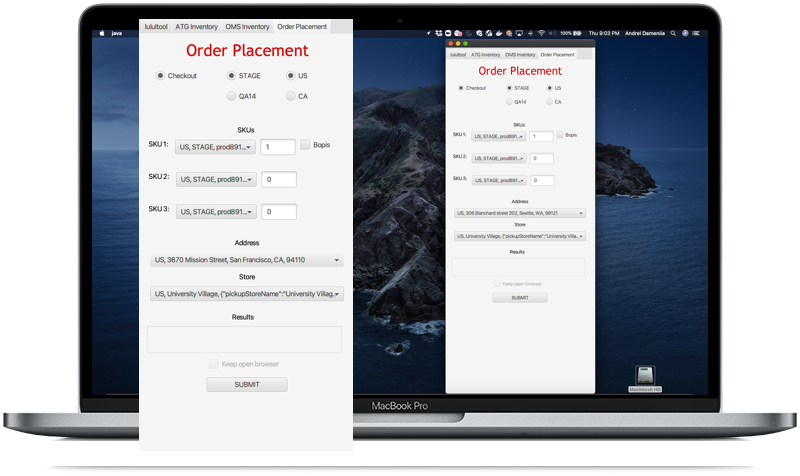 lulultool ATG Inventory OMS Inventory Order Placement
Order Placement
Checkout STAGE US
QA14 CA
SKUs
SKU 1: US, STAGE, prod891... 1 Bopis
SKU 2: US, STAGE, prod891... 0
SKU 3: US, STAGE, prod891... 0
Address
US, 3670 Mission Street, San Francisco, CA, 94110
Store
US, University Village, {"pickupStoreName":"University Villag...
Results
Keep open browser
SUBMIT
java
100% Thu 9:03 PM Andrei Dameniia
lulultool ATG Inventory OMS Inventory Order Placement
Order Placement
Checkout STAGE US
QA14 CA
SKUs
SKU 1: US, STAGE, prod891... 1 Bopis
SKU 2: US, STAGE, prod891... 0
SKU 3: US, STAGE, prod891... 0
Address
US, 308 Blanchard street 202, Seattle, WA, 98121
Store
US, University Village, {"pickupStoreName":"University Villa...
Results
Keep open browser
SUBMIT
Macintosh HD
MacBook Pro